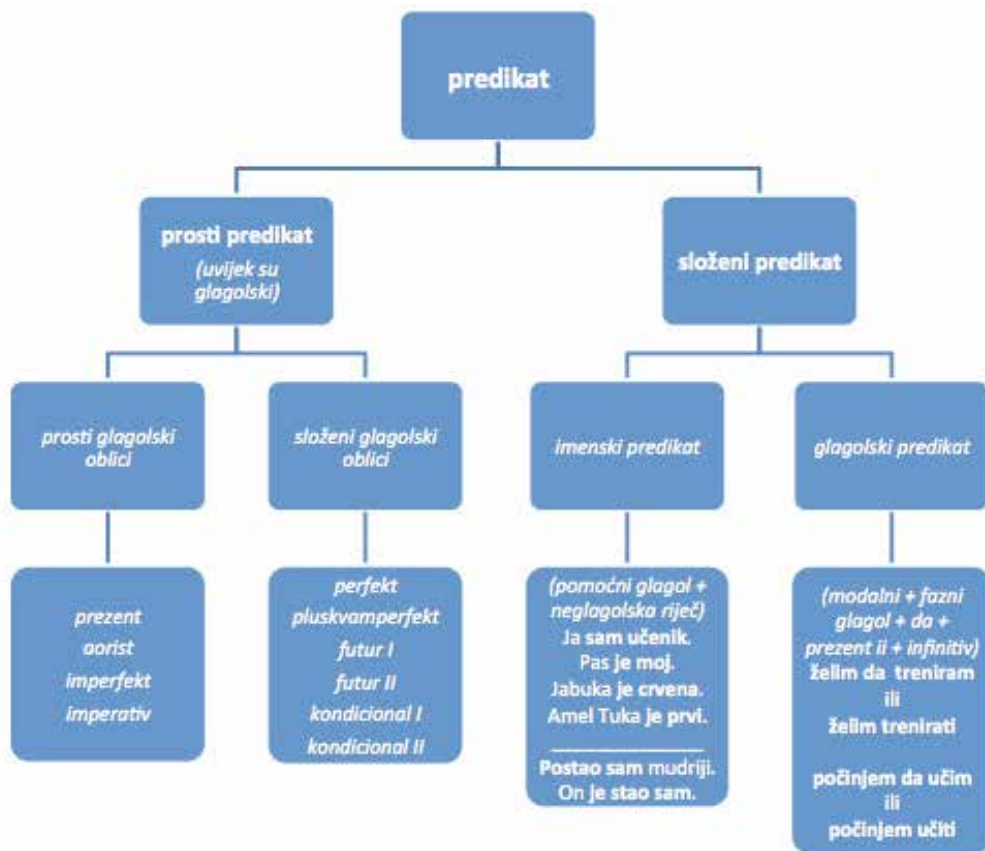 predikat
prosti predikat
(uvijek su
glagolski)
složeni predikat
prosti glagolski
oblici
složeni glagolski
oblici
imenski predikat
glagolski predikat
prezent
aorist
imperfekt
imperativ
perfekt
pluskvamperfekt
futur I
futur II
kondicional I
kondicional II
(pomoćni glagol +
neglagolska riječ)
Ja sam učenik.
Pas je moj.
Jabuka je crvena.
Amel Tuka je prvi.
Postao sam mudriji.
On je stao sam.
(modalni + fazni
glagol + da +
prezent ii + infinitiv)
želim da treniram
ili
želim trenirati
počinjem da učim
ili
počinjem učiti